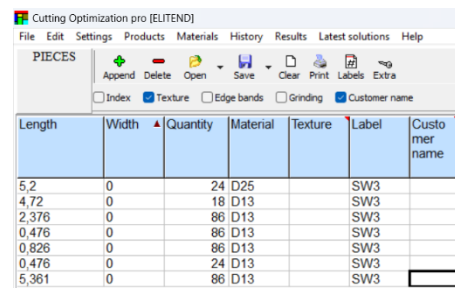 Cutting Optimization pro [ELITEND]
File Edit Settings Products Materials History Results Latest solutions Help
PIECES
Append Delete Open Save Clear Print Labels Extra
Index Texture Edge bands Grinding Customer name
Length Width Quantity Material Texture Label Custo
mer
name
5,2 0 24 D25 SW3
4,72 0 18 D13 SW3
2,376 0 86 D13 SW3
0,476 0 86 D13 SW3
0,826 0 86 D13 SW3
0,476 0 24 D13 SW3
5,361 0 86 D13 SW3